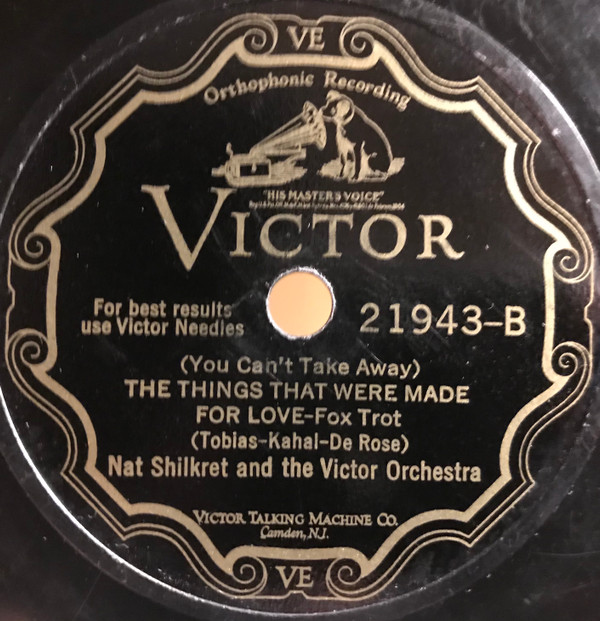 VE
Orthophonic Recording
"HIS MASTER'S VOICE"
VICTOR
For best results
use Victor Needles
21943-B
(You Can't Take Away)
THE THINGS THAT WERE MADE
FOR LOVE-Fox Trot
(Tobias-Kahal-De Rose)
Nat Shilkret and the Victor Orchestra
VICTOR TALKING MACHINE CO.
Camden, N.J.
VE